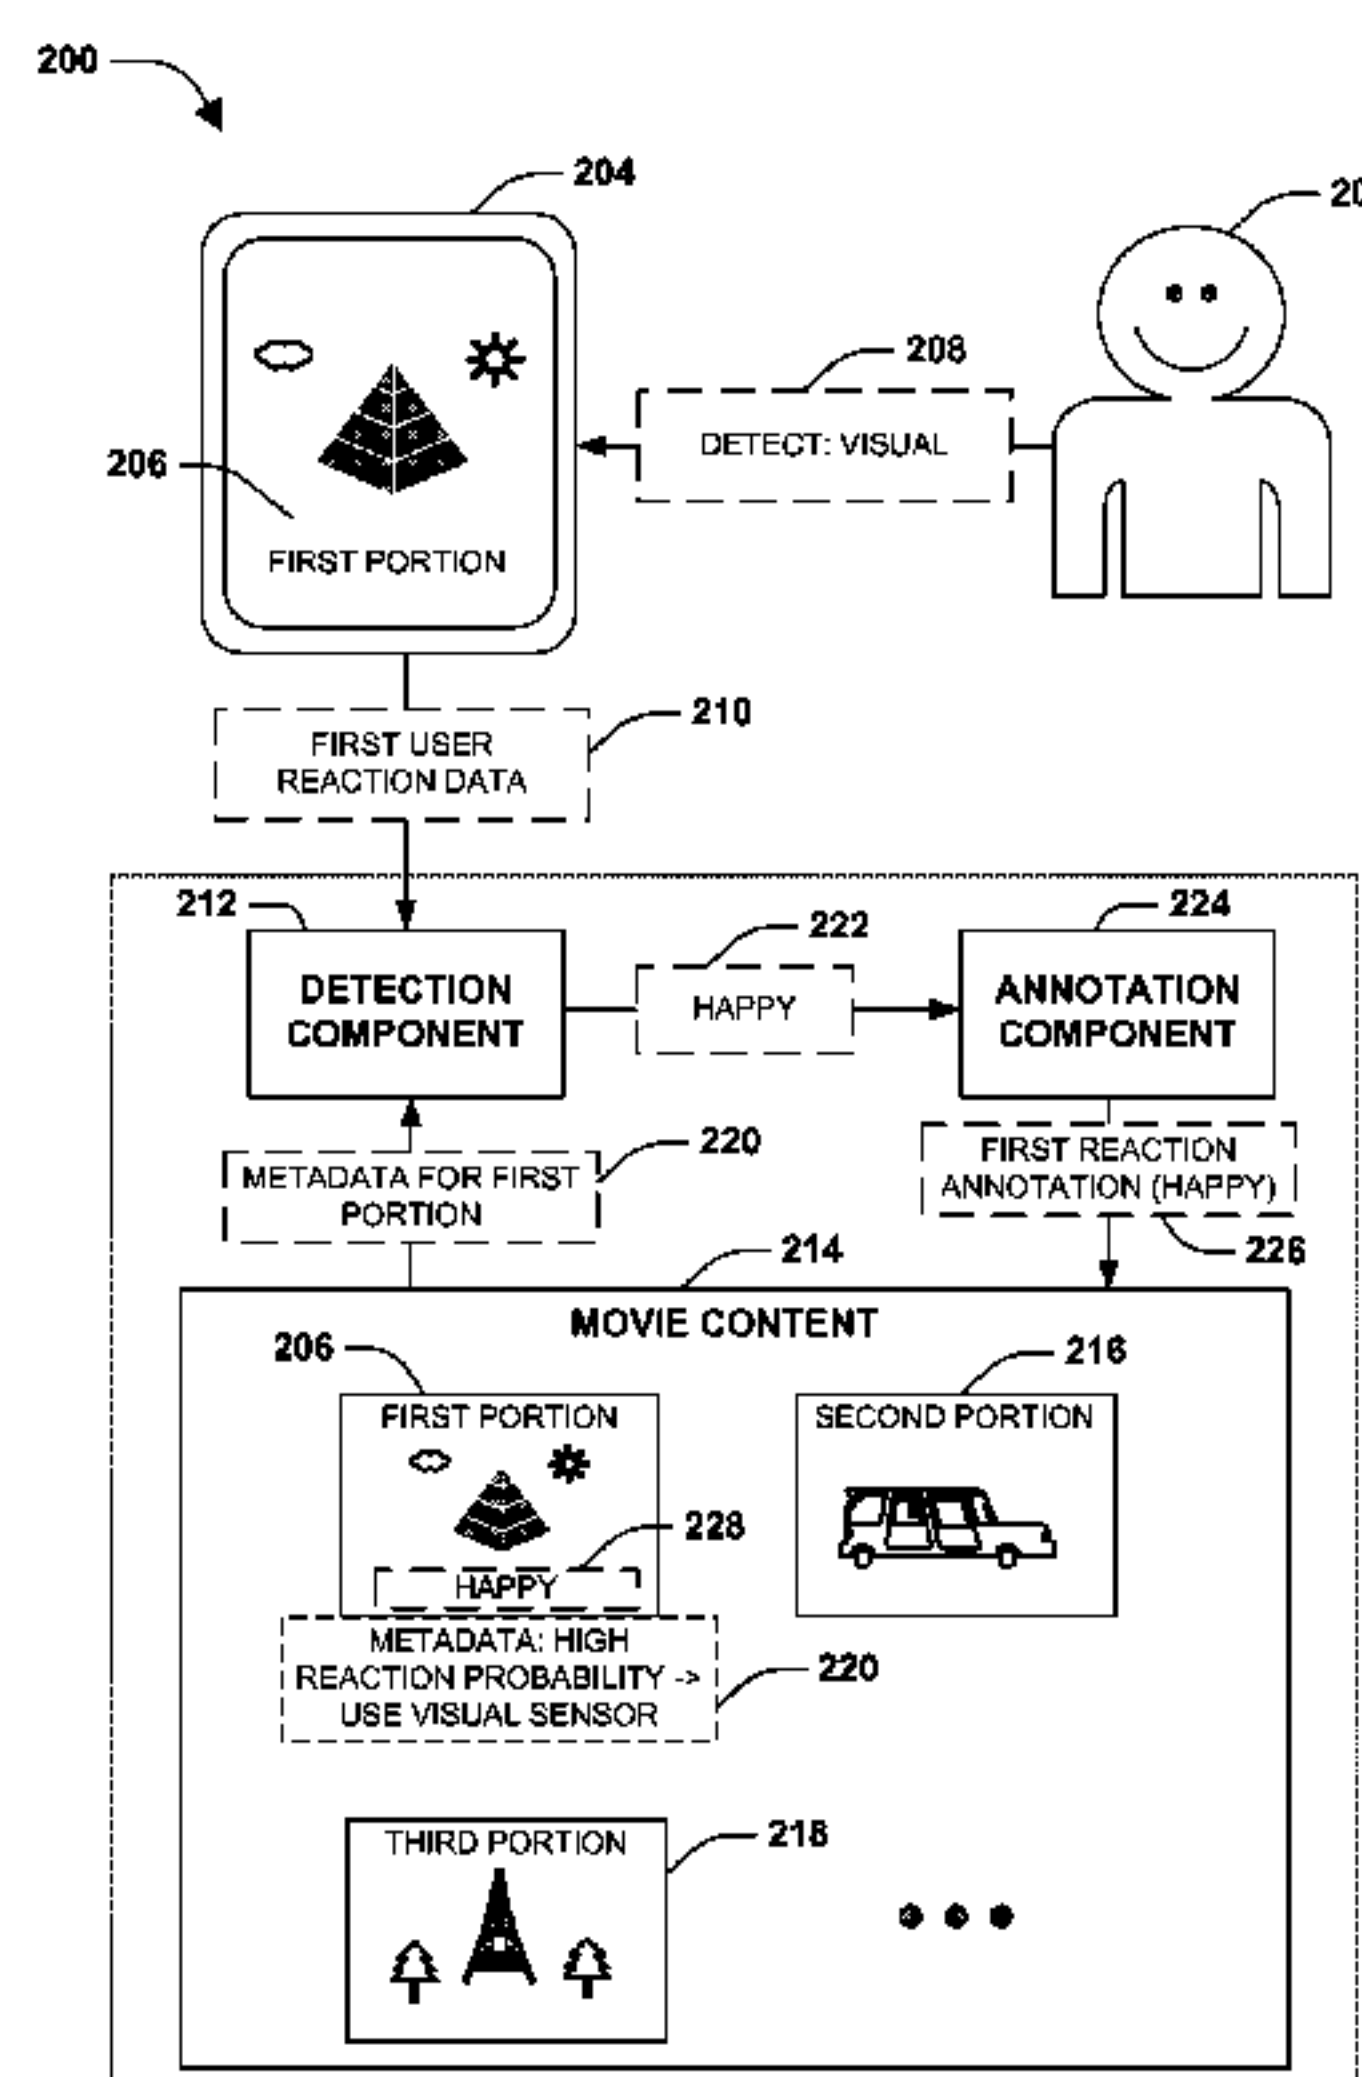 200
204
208
DETECT: VISUAL
206
FIRST PORTION
210
FIRST USER
REACTION DATA
212
DETECTION
COMPONENT
222
HAPPY
224
ANNOTATION
COMPONENT
220
METADATA FOR FIRST
PORTION
FIRST REACTION
ANNOTATION (HAPPY)
226
214
MOVIE CONTENT
206
FIRST PORTION
228
HAPPY
METADATA: HIGH
REACTION PROBABILITY ->
USE VISUAL SENSOR
220
216
SECOND PORTION
THIRD PORTION
218